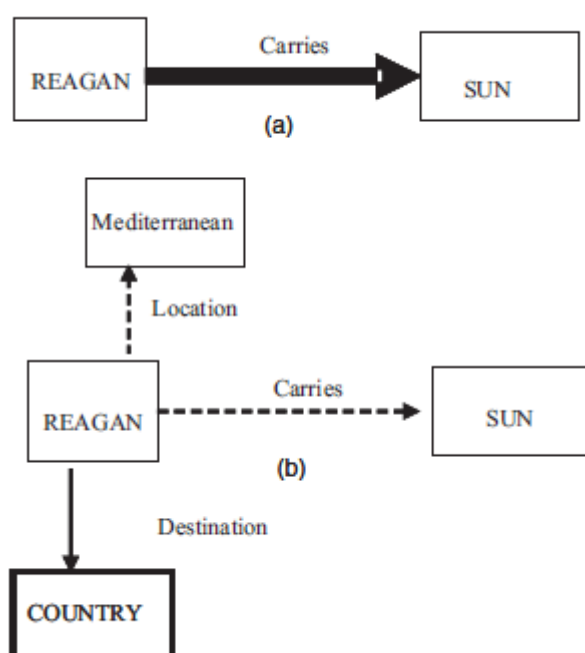 Carries
REAGAN
SUN
(a)
Mediterranean
Location
Carries
REAGAN
SUN
(b)
Destination
COUNTRY